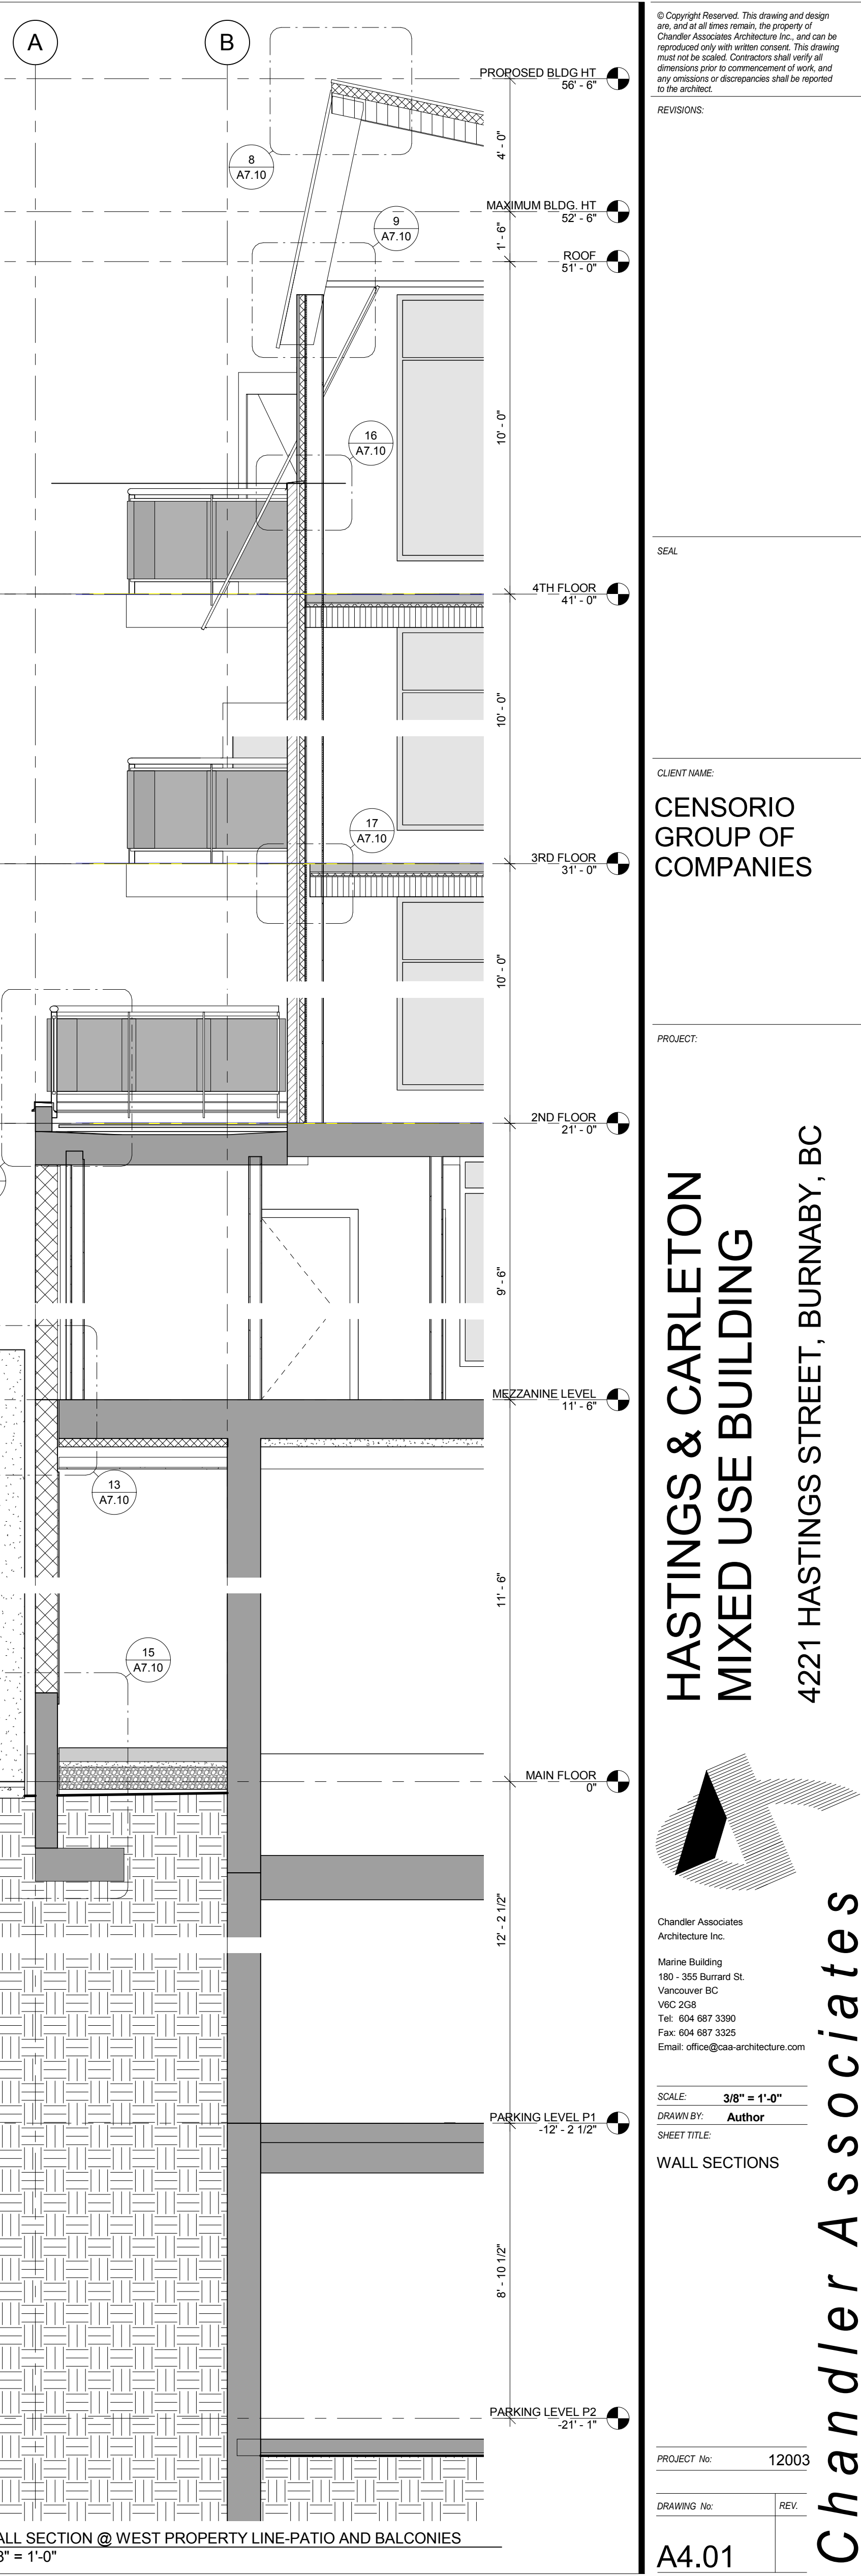 A
B
PROPOSED BLDG HT
56' - 6"
4' - 0"
8
A7.10
MAXIMUM BLDG. HT
52' - 6"
9
A7.10
1' - 6"
ROOF
51' - 0"
10' - 0"
16
A7.10
4TH FLOOR
41' - 0"
10' - 0"
17
A7.10
3RD FLOOR
31' - 0"
10' - 0"
2ND FLOOR
21' - 0"
9' - 6"
MEZZANINE LEVEL
11' - 6"
13
A7.10
11' - 6"
15
A7.10
MAIN FLOOR
0"
12' - 2 1/2"
PARKING LEVEL P1
-12' - 2 1/2"
8' - 10 1/2"
PARKING LEVEL P2
-21' - 1"
ALL SECTION @ WEST PROPERTY LINE-PATIO AND BALCONIES
8" = 1'-0"
© Copyright Reserved. This drawing and design
are, and at all times remain, the property of
Chandler Associates Architecture Inc., and can be
reproduced only with written consent. This drawing
must not be scaled. Contractors shall verify all
dimensions prior to commencement of work, and
any omissions or discrepancies shall be reported
to the architect.
REVISIONS:
SEAL
CLIENT NAME:
CENSORIO
GROUP OF
COMPANIES
PROJECT:
HASTINGS & CARLETON
MIXED USE BUILDING
4221 HASTINGS STREET, BURNABY, BC
Chandler Associates
Architecture Inc.
Marine Building
180 - 355 Burrard St.
Vancouver BC
V6C 2G8
Tel: 604 687 3390
Fax: 604 687 3325
Email: office@caa-architecture.com
Chandler Associates
SCALE: 3/8" = 1'-0"
DRAWN BY: Author
SHEET TITLE:
WALL SECTIONS
PROJECT No: 12003
DRAWING No: REV.
A4.01